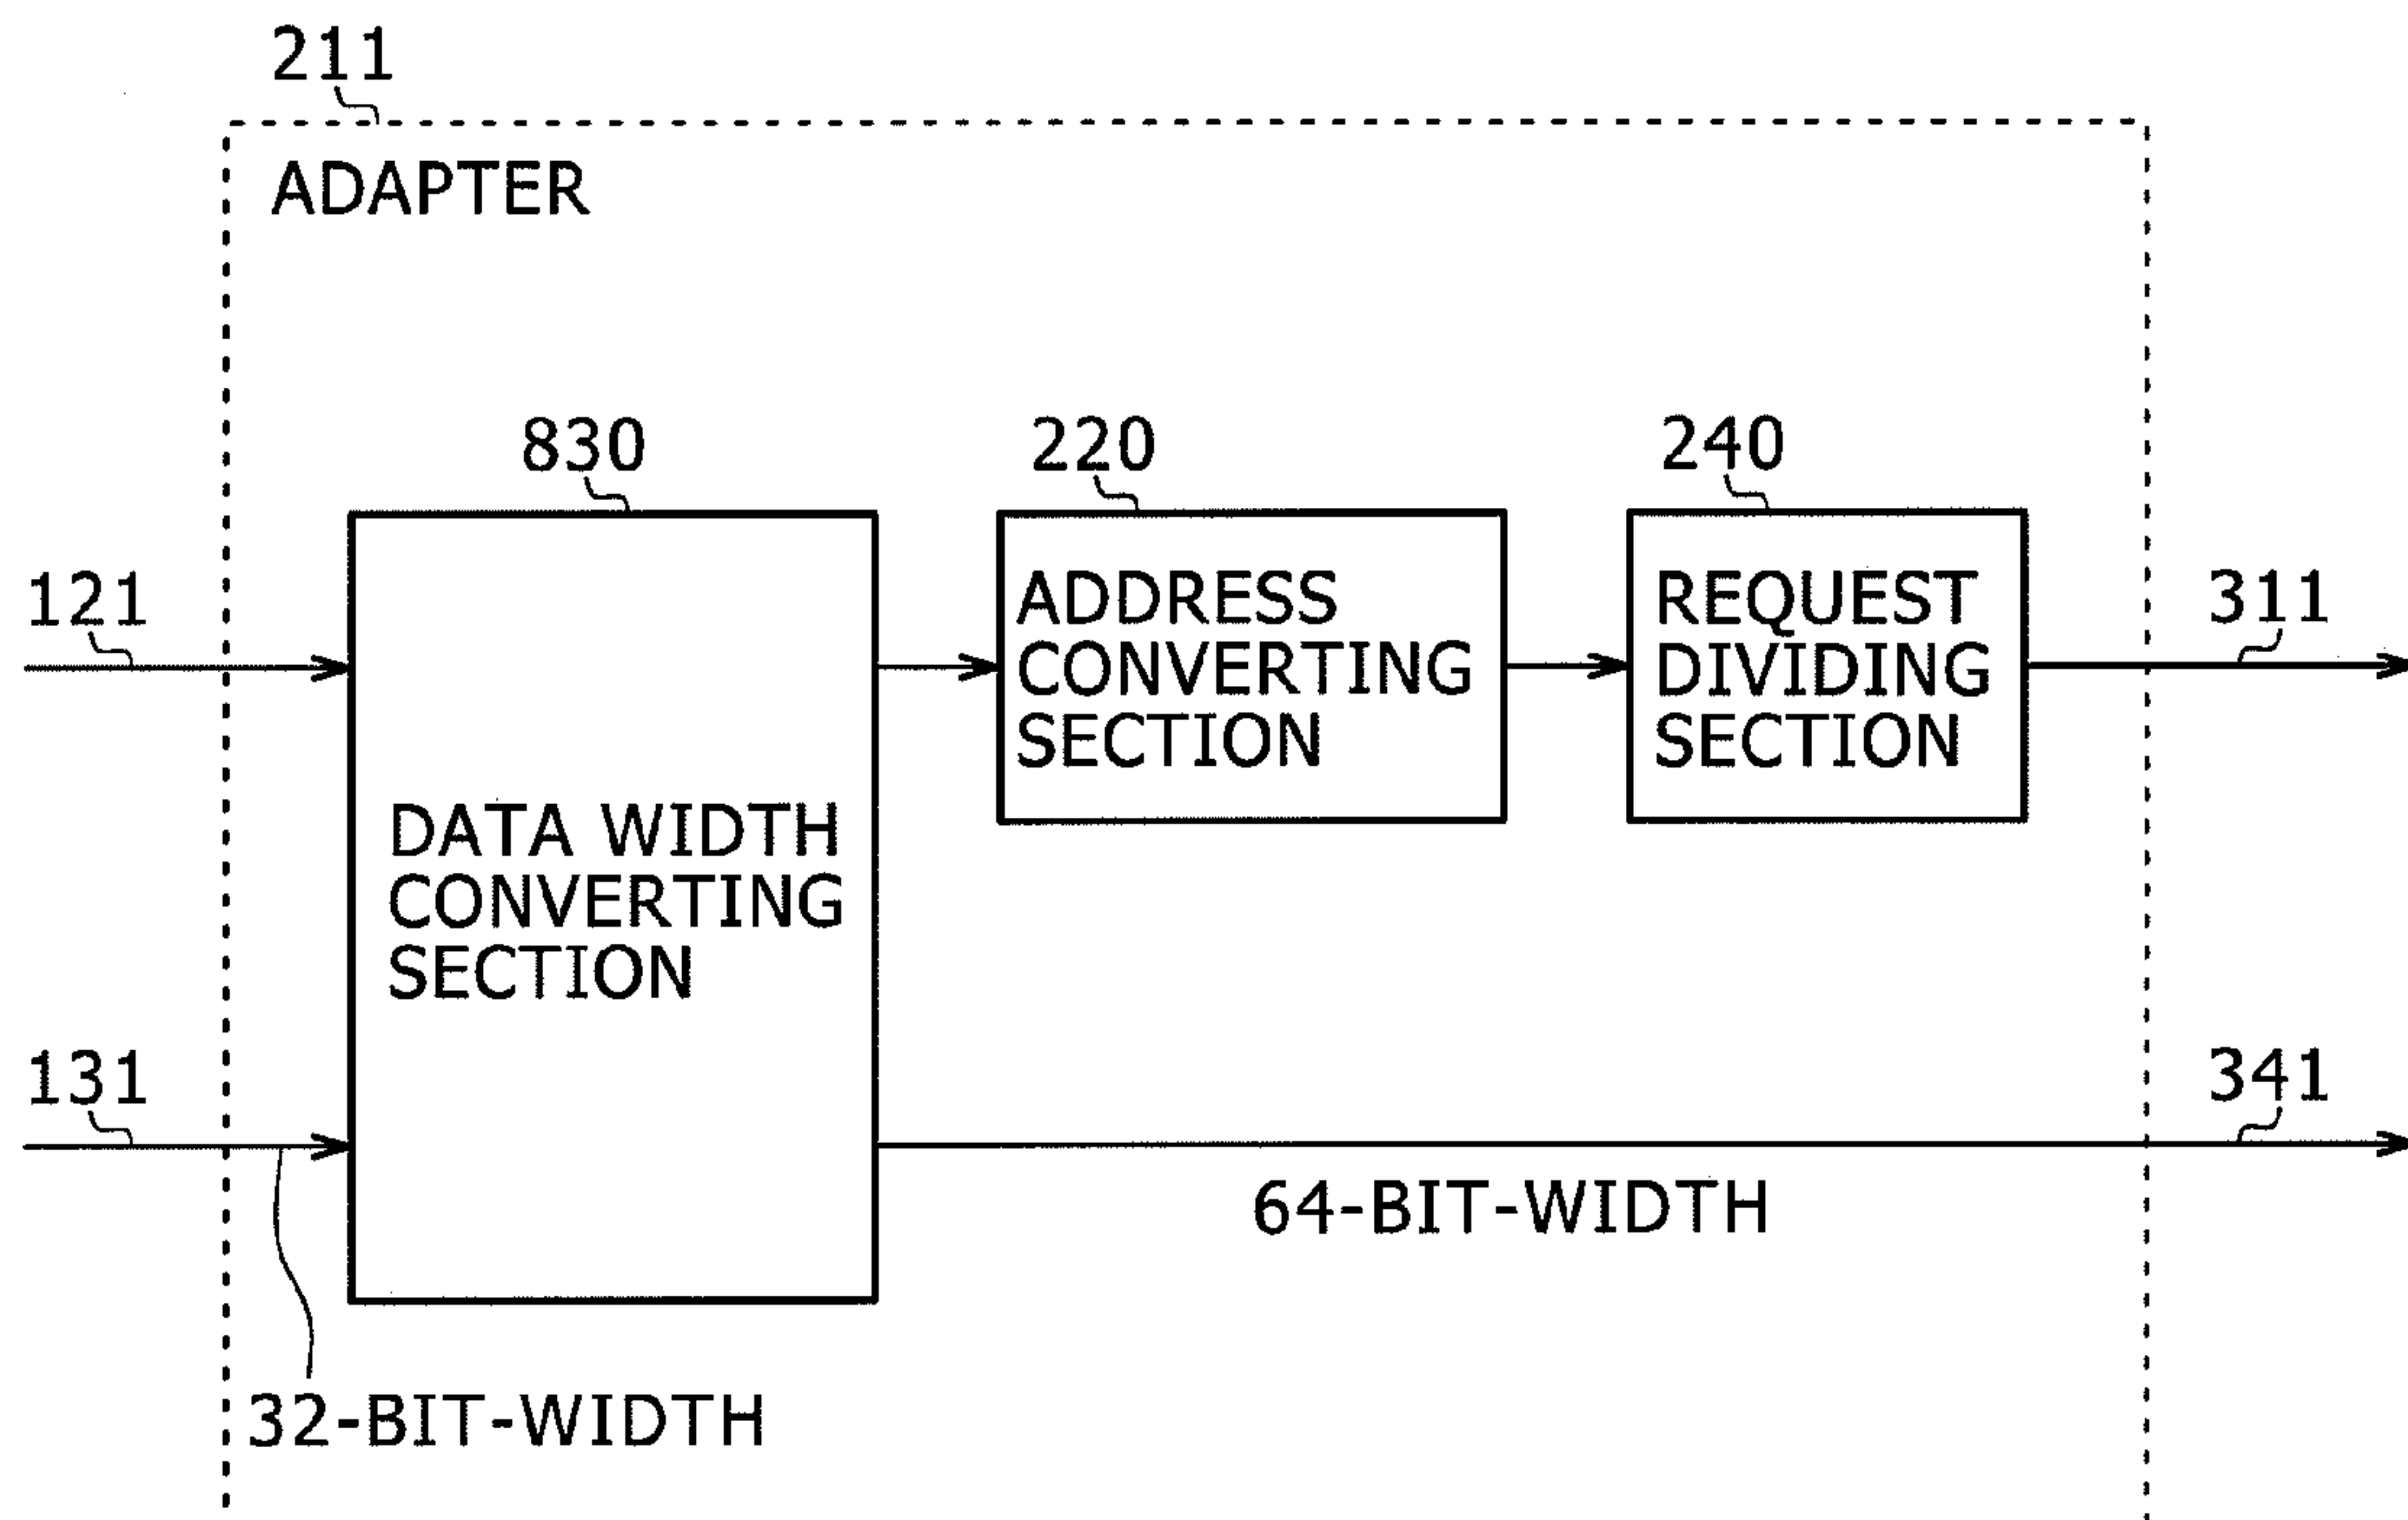 211
ADAPTER
830
220
240
121
ADDRESS
CONVERTING
SECTION
REQUEST
DIVIDING
SECTION
311
DATA WIDTH
CONVERTING
SECTION
131
341
64-BIT-WIDTH
32-BIT-WIDTH